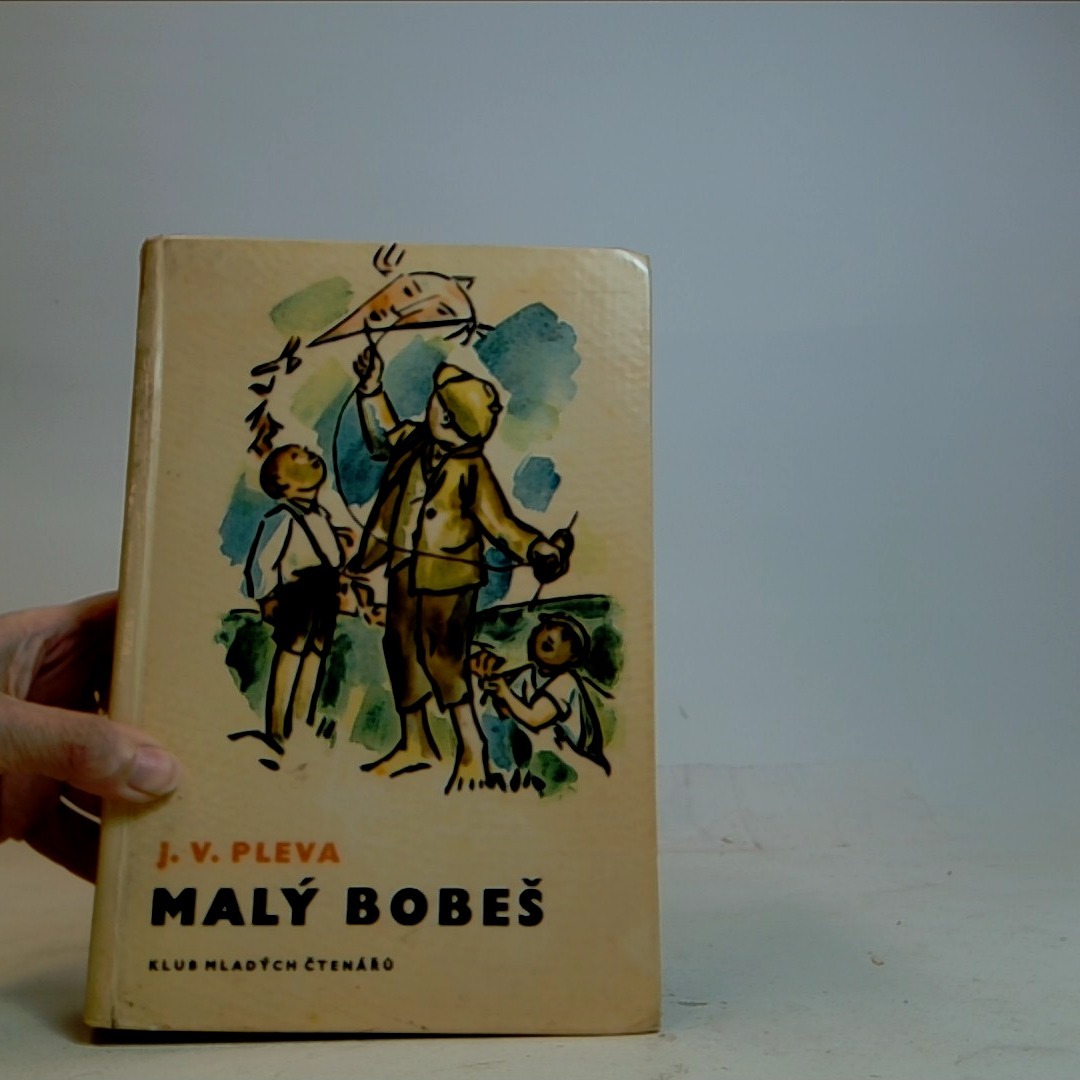 J. V. PLEVA
MALÝ BOBEŠ
KLUB MLADÝCH ČTENÁŘŮ